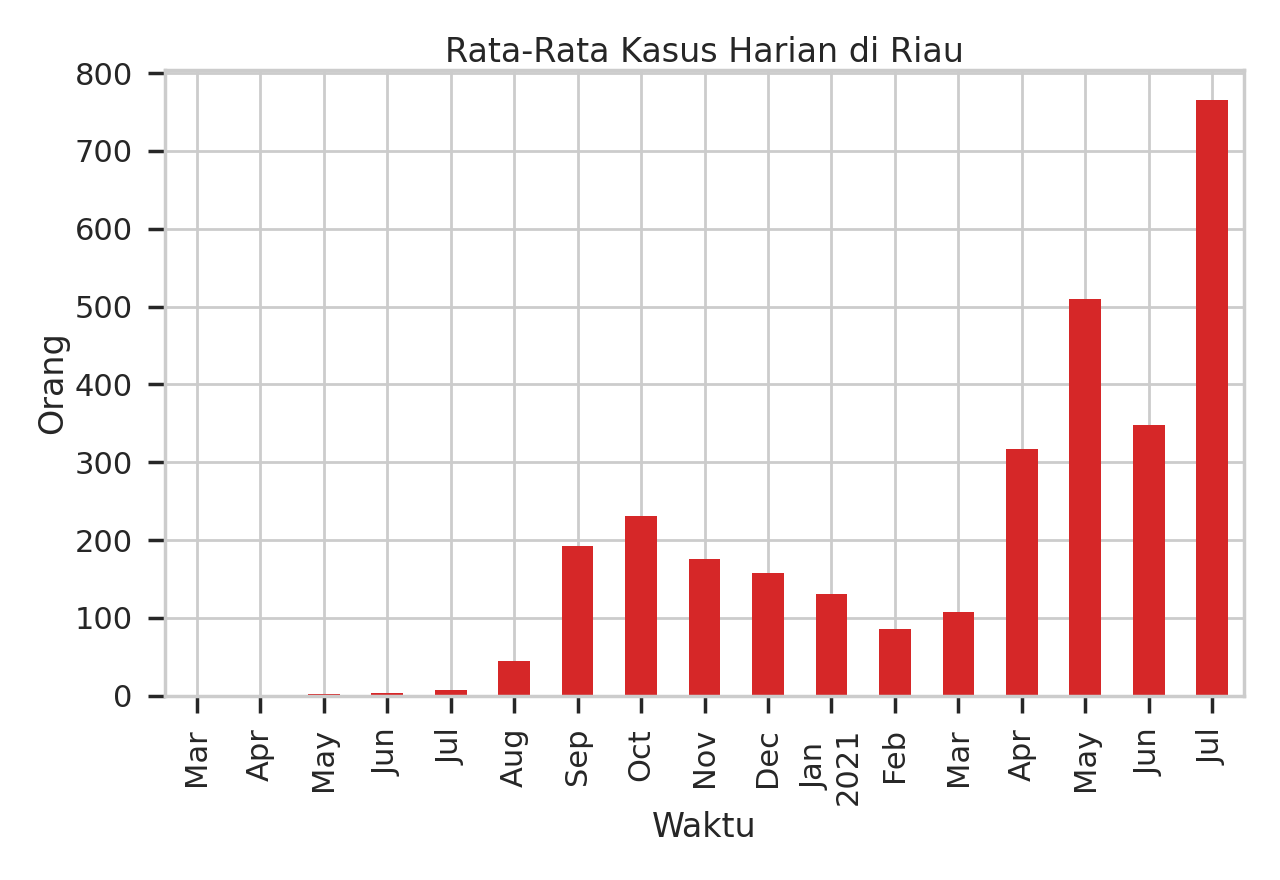 Rata-Rata Kasus Harian di Riau
800
700
600
500
400
300
200
100
0
Orang
Mar
Apr
May
Jun
Jul
Aug
Sep
Oct
Nov
Dec
Jan
2021
Feb
Mar
Apr
May
Jun
Jul
Waktu